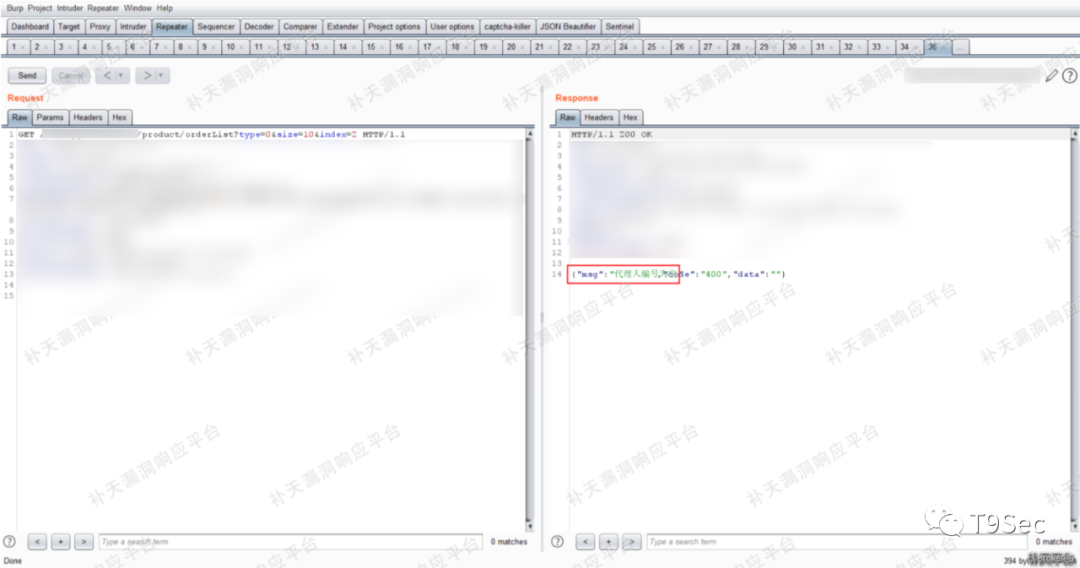 Burp Project Intruder Repeater Window Help
Dashboard Target Proxy Intruder Repeater Sequencer Decoder Comparer Extender Project options User options captcha-killer JSON Beautifier Sentinel
1 × 2 × 3 × 4 × 5 × 6 × 7 × 8 × 9 × 10 × 11 × 12 × 13 × 14 × 15 × 16 × 17 × 18 × 19 × 20 × 21 × 22 × 23 × 24 × 25 × 26 × 27 × 28 × 29 × 30 × 31 × 32 × 33 × 34 × 36 × ...
Send Cancel < ▼ > ▼
Request
Raw Params Headers Hex
1 GET /product/orderList?type=0&size=10&index=2 HTTP/1.1
2
3
4
5
6
7
8
9
10
11
12
13
14
15
Response
Raw Headers Hex
1 HTTP/1.1 200 OK
2
3
4
5
6
7
8
9
10
11
12
13
14 {"msg":"代理人编号 "400","data":""}
? < + > Type a search term 0 matches
? < + > Type a search term 0 matches
Done
394 by
T9Sec
补天漏洞响应平台